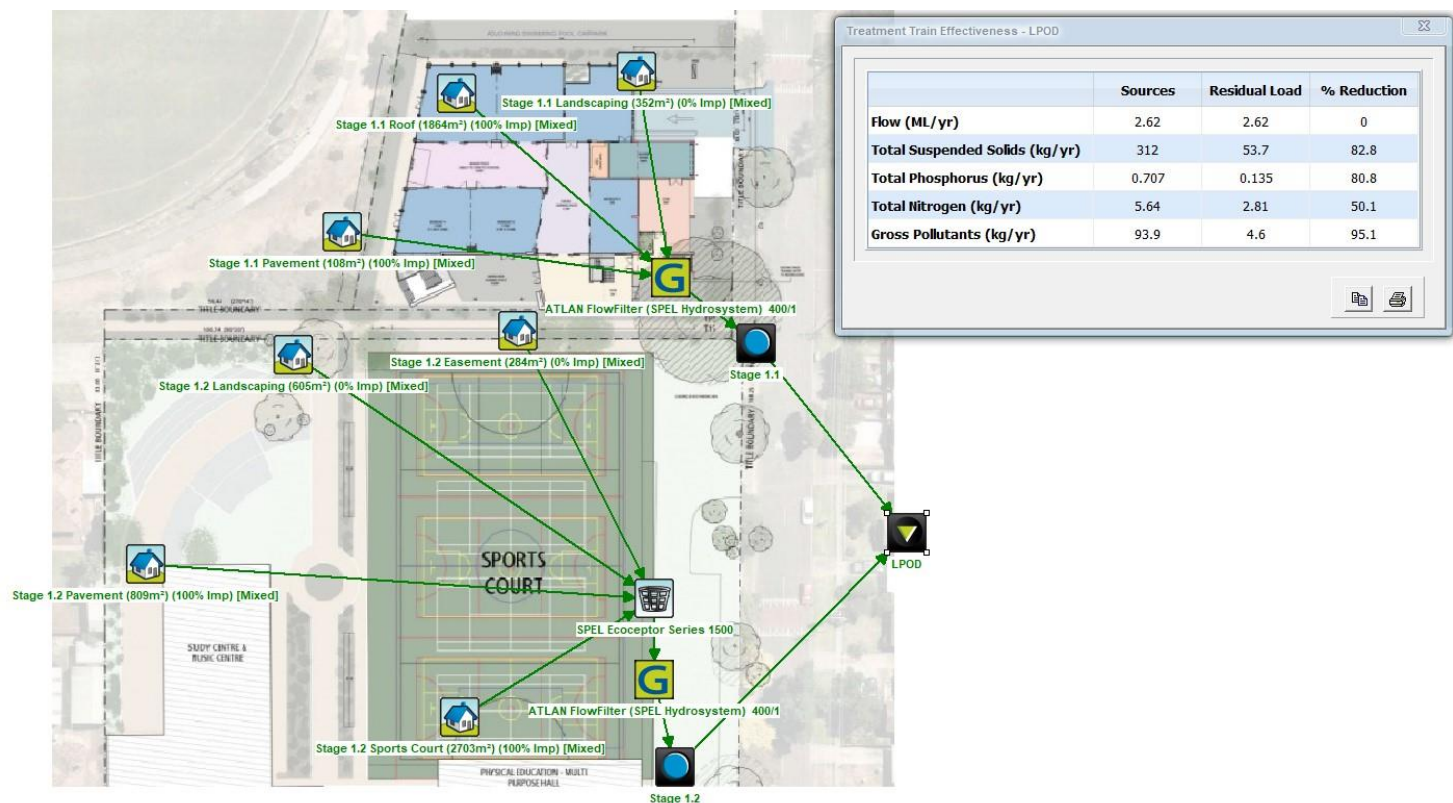 Treatment Train Effectiveness - LPOD
Sources Residual Load % Reduction
Flow (ML/yr) 2.62 2.62 0
Total Suspended Solids (kg/yr) 312 53.7 82.8
Total Phosphorus (kg/yr) 0.707 0.135 80.8
Total Nitrogen (kg/yr) 5.64 2.81 50.1
Gross Pollutants (kg/yr) 93.9 4.6 95.1
Stage 1.1 Landscaping (352m²) (0% Imp) [Mixed]
Stage 1.1 Roof (1864m²) (100% Imp) [Mixed]
TITLE BOUNDARY
Stage 1.1 Pavement (108m²) (100% Imp) [Mixed]
G
ATLAN FlowFilter (SPEL Hydrosystem) 400/1
TITLE BOUNDARY
TITLE BOUNDARY
Stage 1.1
Stage 1.2 Easement (284m²) (0% Imp) [Mixed]
Stage 1.2 Landscaping (605m²) (0% Imp) [Mixed]
TITLE BOUNDARY
TITLE BOUNDARY
SPORTS
COURT
LPOD
Stage 1.2 Pavement (809m²) (100% Imp) [Mixed]
SPEL Ecoceptor Series 1500
STUDY CENTRE &
MUSIC CENTRE
G
ATLAN FlowFilter (SPEL Hydrosystem) 400/1
Stage 1.2 Sports Court (2703m²) (100% Imp) [Mixed]
PHYSICAL EDUCATION - MULTI
PURPOSE HALL
Stage 1.2